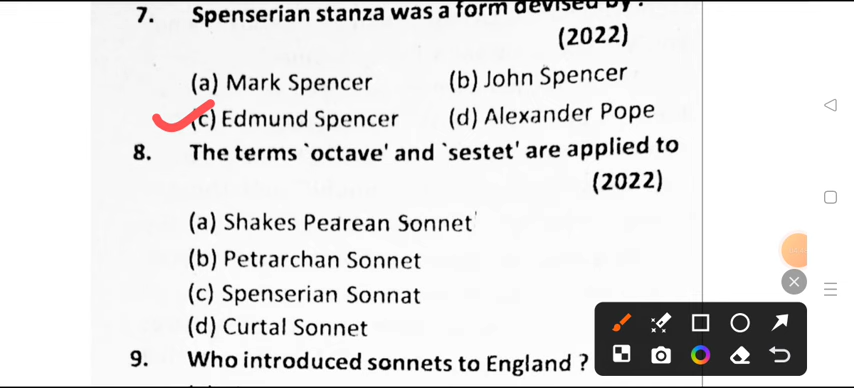 7. Spenserian stanza was a form devised by?
(2022)
(a) Mark Spencer (b) John Spencer
(c) Edmund Spencer (d) Alexander Pope
8. The terms `octave' and `sestet' are applied to
(2022)
(a) Shakes Pearean Sonnet'
(b) Petrarchan Sonnet
(c) Spenserian Sonnat
(d) Curtal Sonnet
9. Who introduced sonnets to England ?